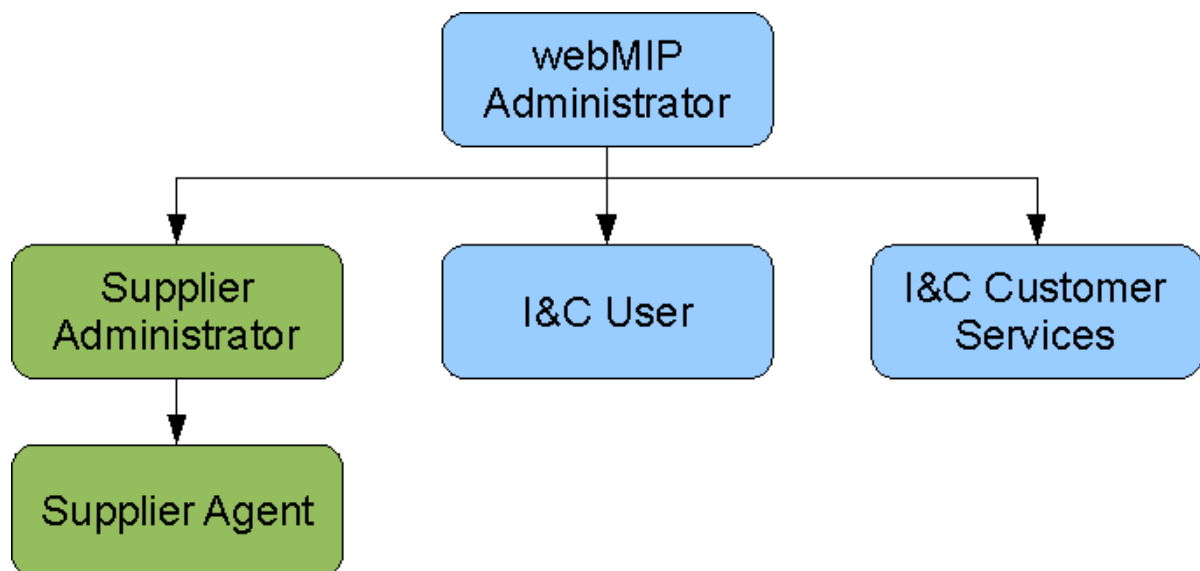 webMIP
Administrator
Supplier
Administrator
I&C User
I&C Customer
Services
Supplier Agent